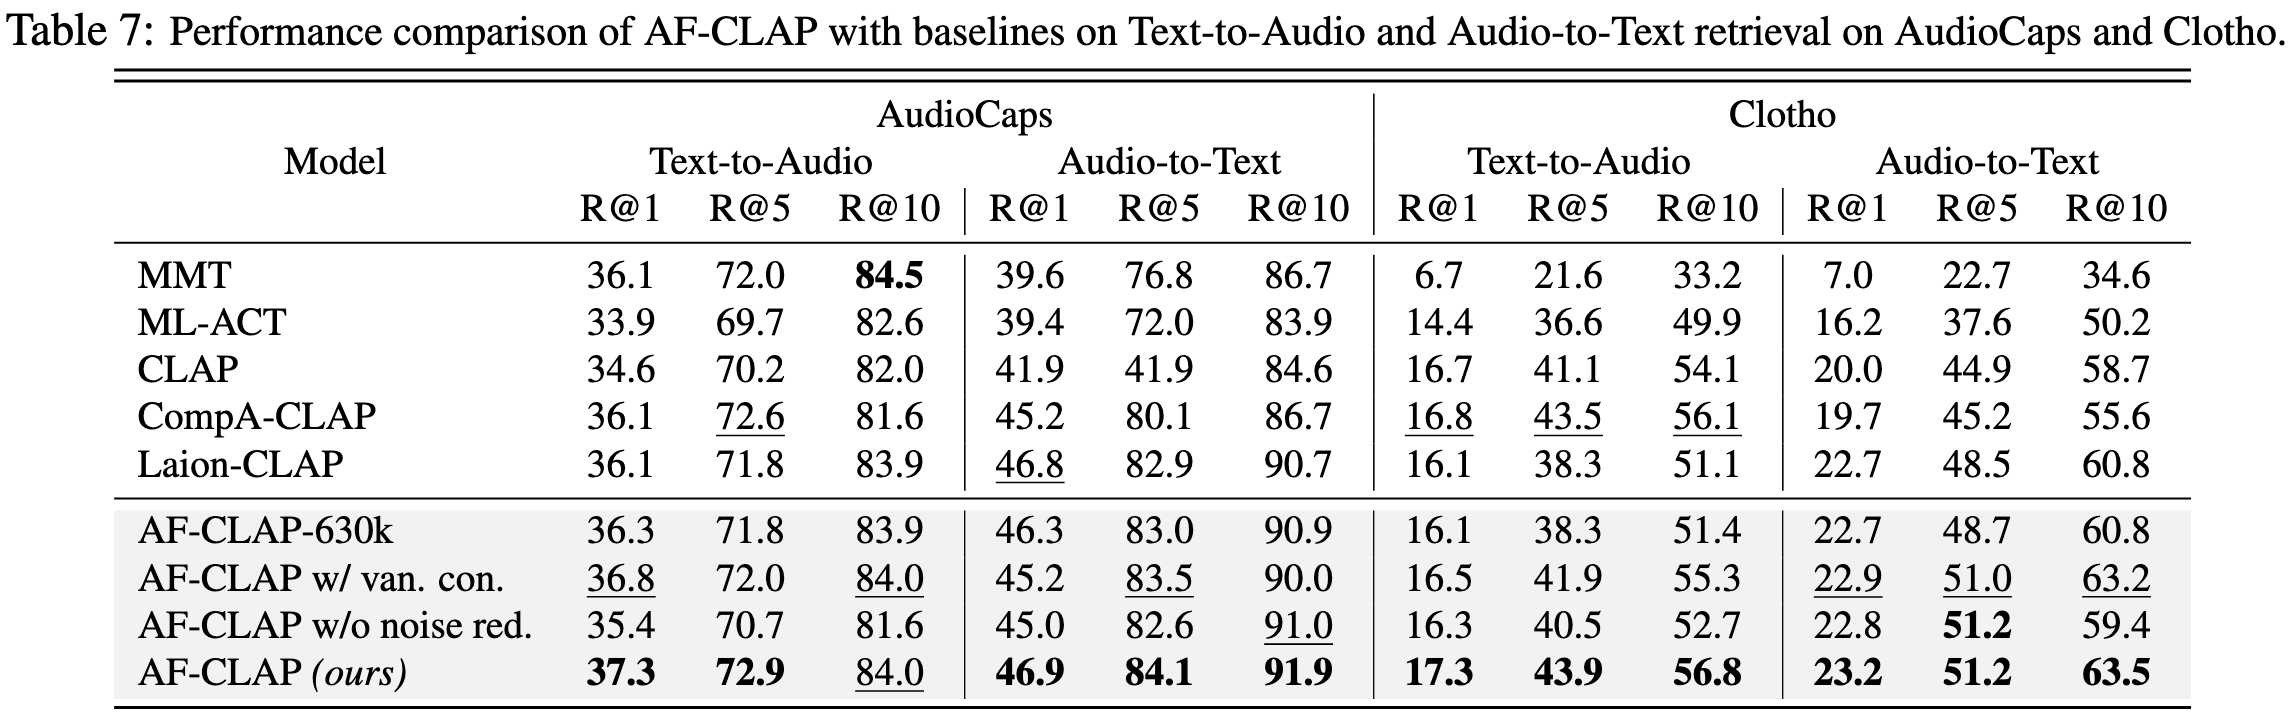 Table 7: Performance comparison of AF-CLAP with baselines on Text-to-Audio and Audio-to-Text retrieval on AudioCaps and Clotho.
AudioCaps Clotho
Model Text-to-Audio Audio-to-Text Text-to-Audio Audio-to-Text
R@1 R@5 R@10 R@1 R@5 R@10 R@1 R@5 R@10 R@1 R@5 R@10
MMT 36.1 72.0 84.5 39.6 76.8 86.7 6.7 21.6 33.2 7.0 22.7 34.6
ML-ACT 33.9 69.7 82.6 39.4 72.0 83.9 14.4 36.6 49.9 16.2 37.6 50.2
CLAP 34.6 70.2 82.0 41.9 41.9 84.6 16.7 41.1 54.1 20.0 44.9 58.7
CompA-CLAP 36.1 72.6 81.6 45.2 80.1 86.7 16.8 43.5 56.1 19.7 45.2 55.6
Laion-CLAP 36.1 71.8 83.9 46.8 82.9 90.7 16.1 38.3 51.1 22.7 48.5 60.8
AF-CLAP-630k 36.3 71.8 83.9 46.3 83.0 90.9 16.1 38.3 51.4 22.7 48.7 60.8
AF-CLAP w/ van. con. 36.8 72.0 84.0 45.2 83.5 90.0 16.5 41.9 55.3 22.9 51.0 63.2
AF-CLAP w/o noise red. 35.4 70.7 81.6 45.0 82.6 91.0 16.3 40.5 52.7 22.8 51.2 59.4
AF-CLAP (ours) 37.3 72.9 84.0 46.9 84.1 91.9 17.3 43.9 56.8 23.2 51.2 63.5